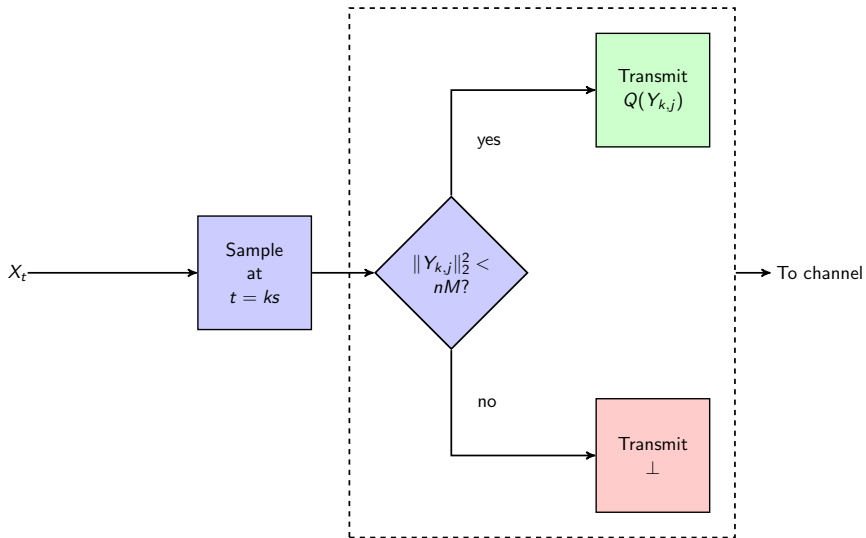 Transmit
Q(Y_{k,j})
yes
X_t
Sample
at
t = ks
‖Y_{k,j}‖_2^2 <
nM?
To channel
no
Transmit
⊥